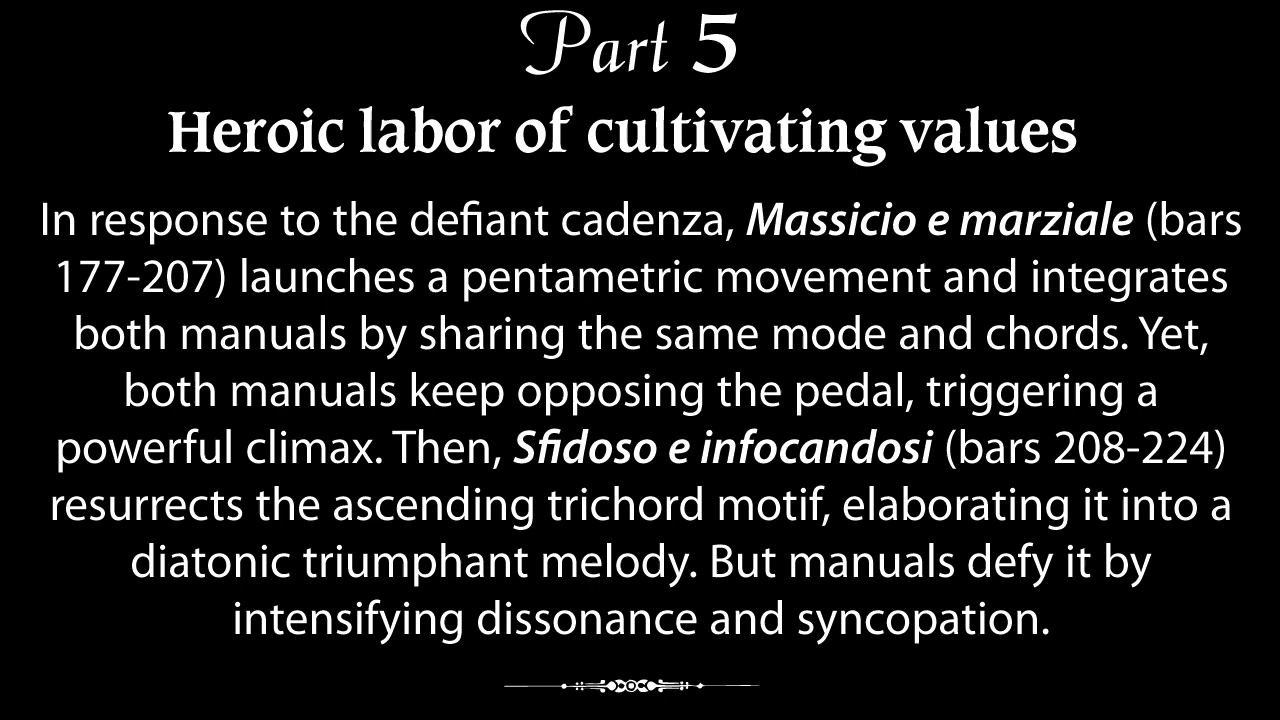 Part 5
Heroic labor of cultivating values
In response to the defiant cadenza, Massicio e marziale (bars
177-207) launches a pentametric movement and integrates
both manuals by sharing the same mode and chords. Yet,
both manuals keep opposing the pedal, triggering a
powerful climax. Then, Sfidoso e infocandosi (bars 208-224)
resurrects the ascending trichord motif, elaborating it into a
diatonic triumphant melody. But manuals defy it by
intensifying dissonance and syncopation.